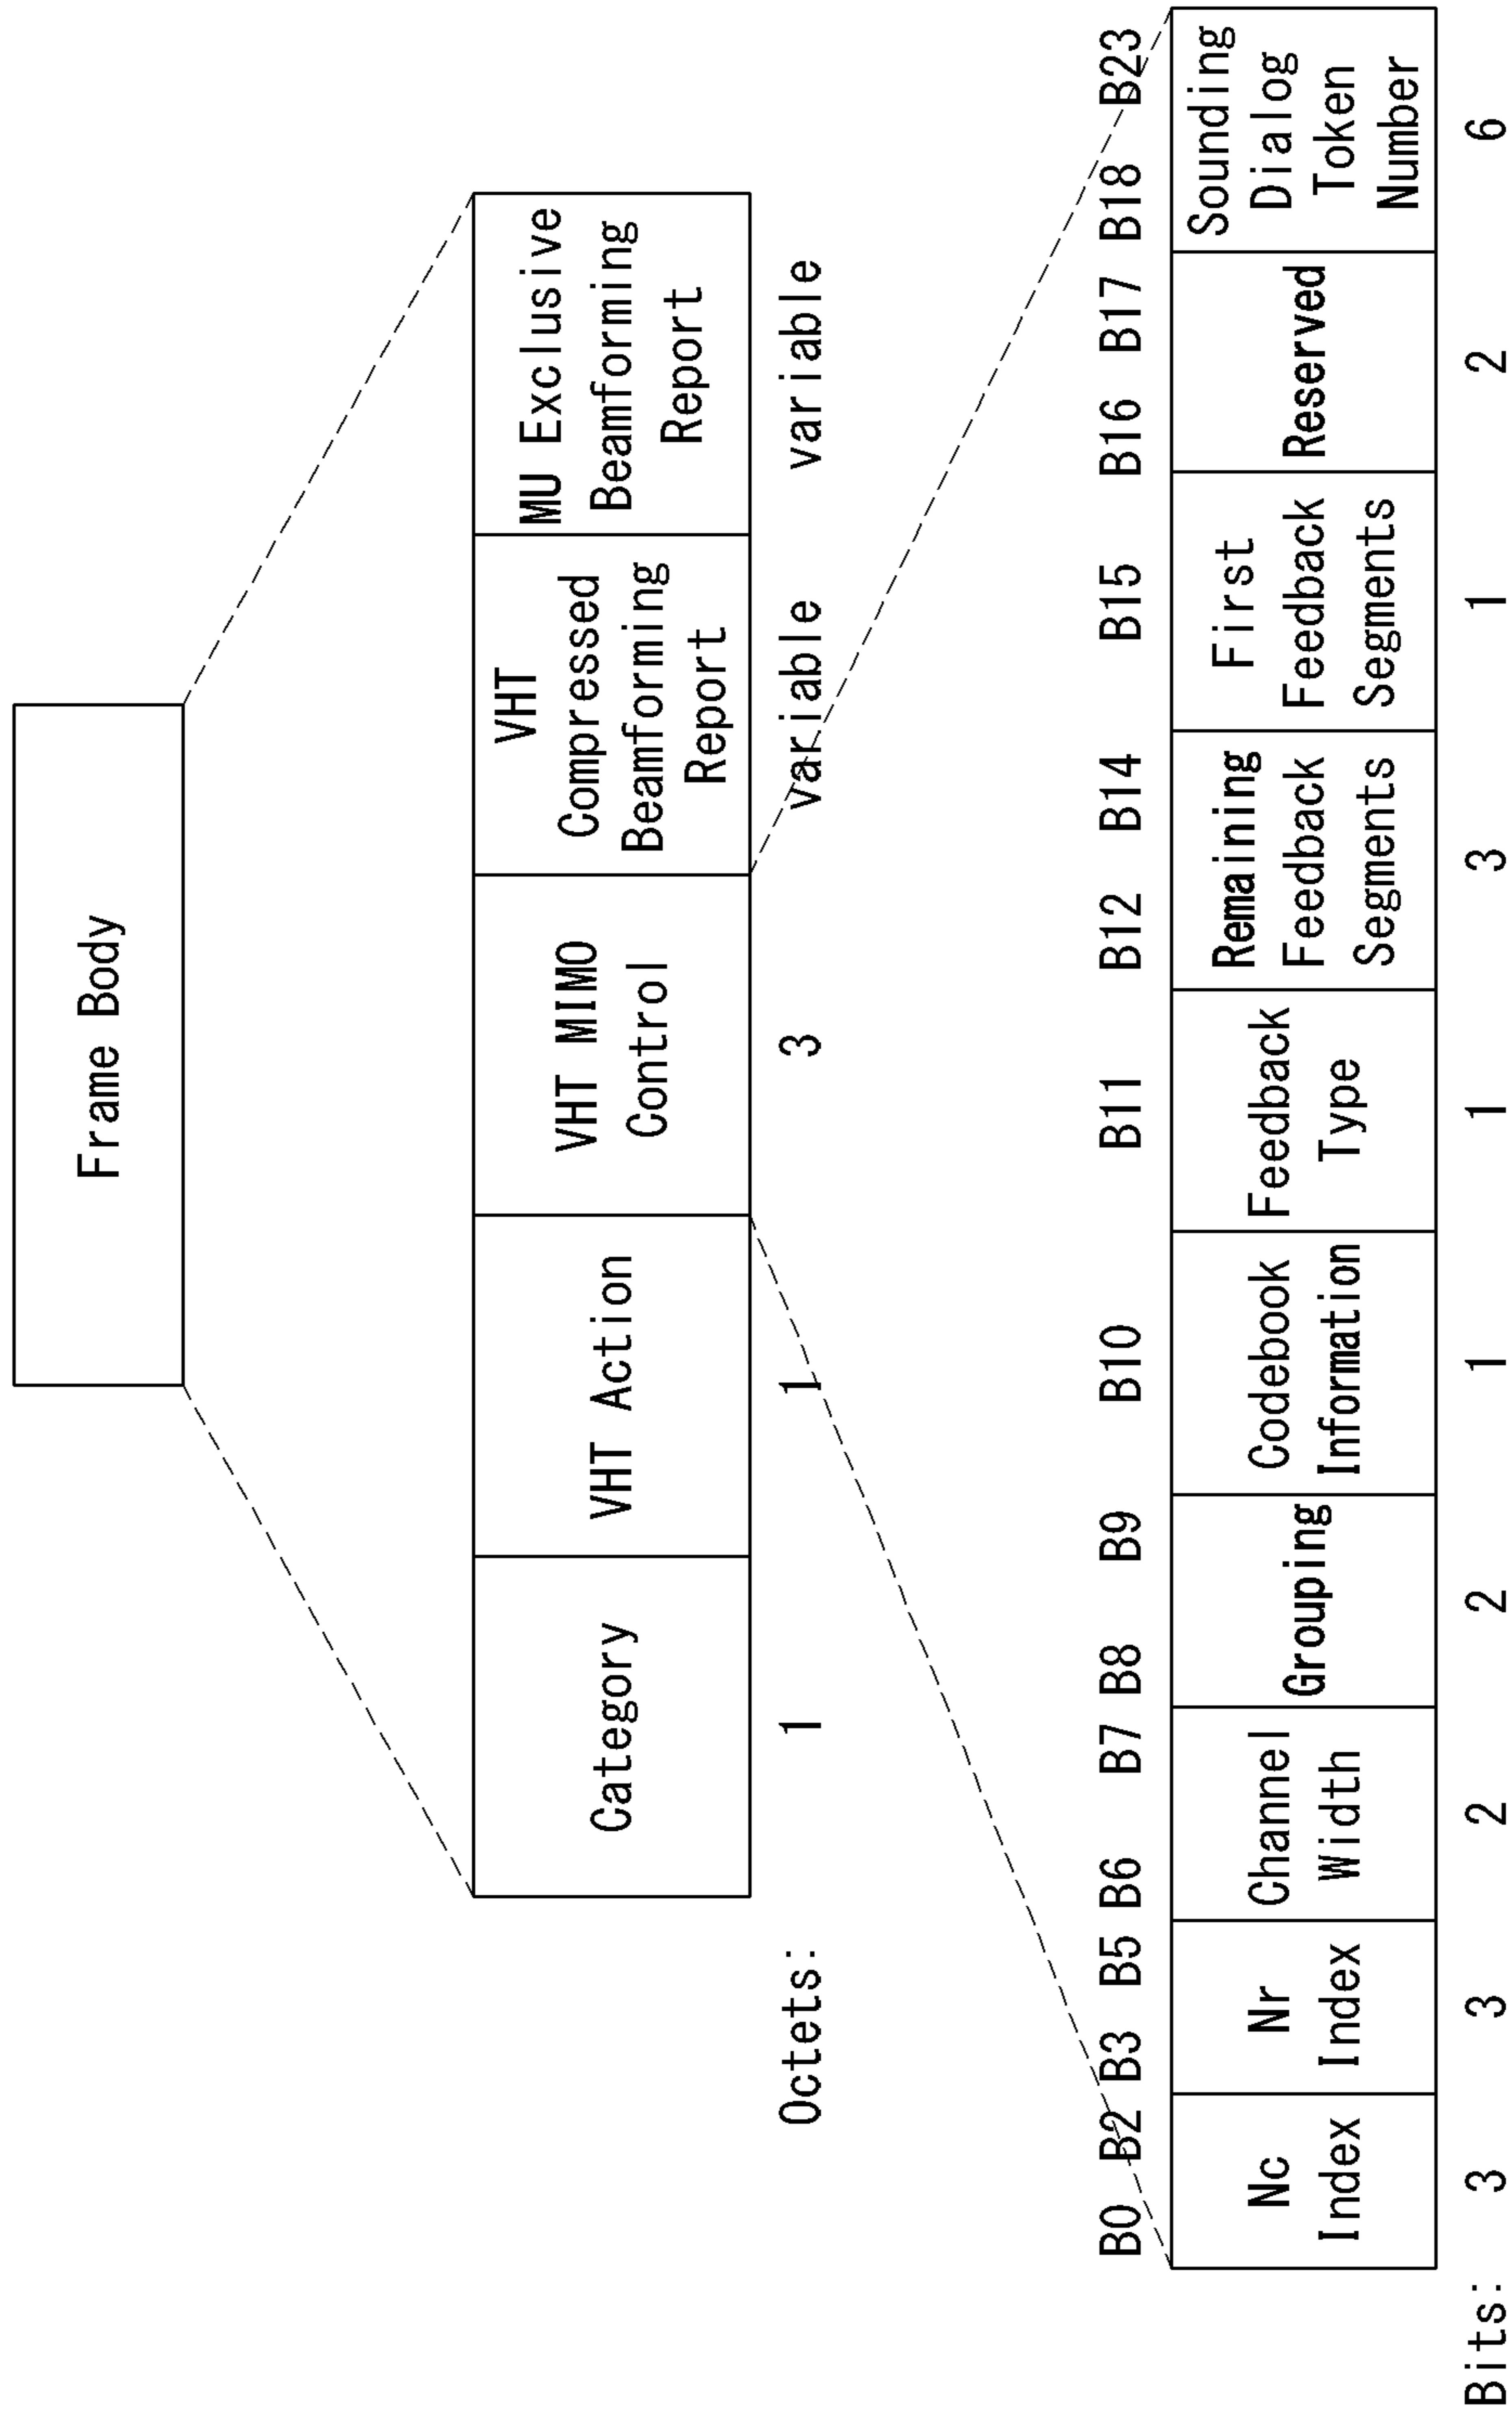 Frame Body
Category
VHT Action
VHT MIMO
Control
VHT
Compressed
Beamforming
Report
MU Exclusive
Beamforming
Report
Octets: 1 1 3 variable variable
B0 B2 B3 B5 B6 B7 B8 B9 B10 B11 B12 B14 B15 B16 B17 B18 B23
Nc
Index
Nr
Index
Channel
Width
Grouping
Codebook
Information
Feedback
Type
Remaining
Feedback
Segments
First
Feedback
Segments
Reserved
Sounding
Dialog
Token
Number
Bits: 3 3 2 2 1 1 3 1 2 6